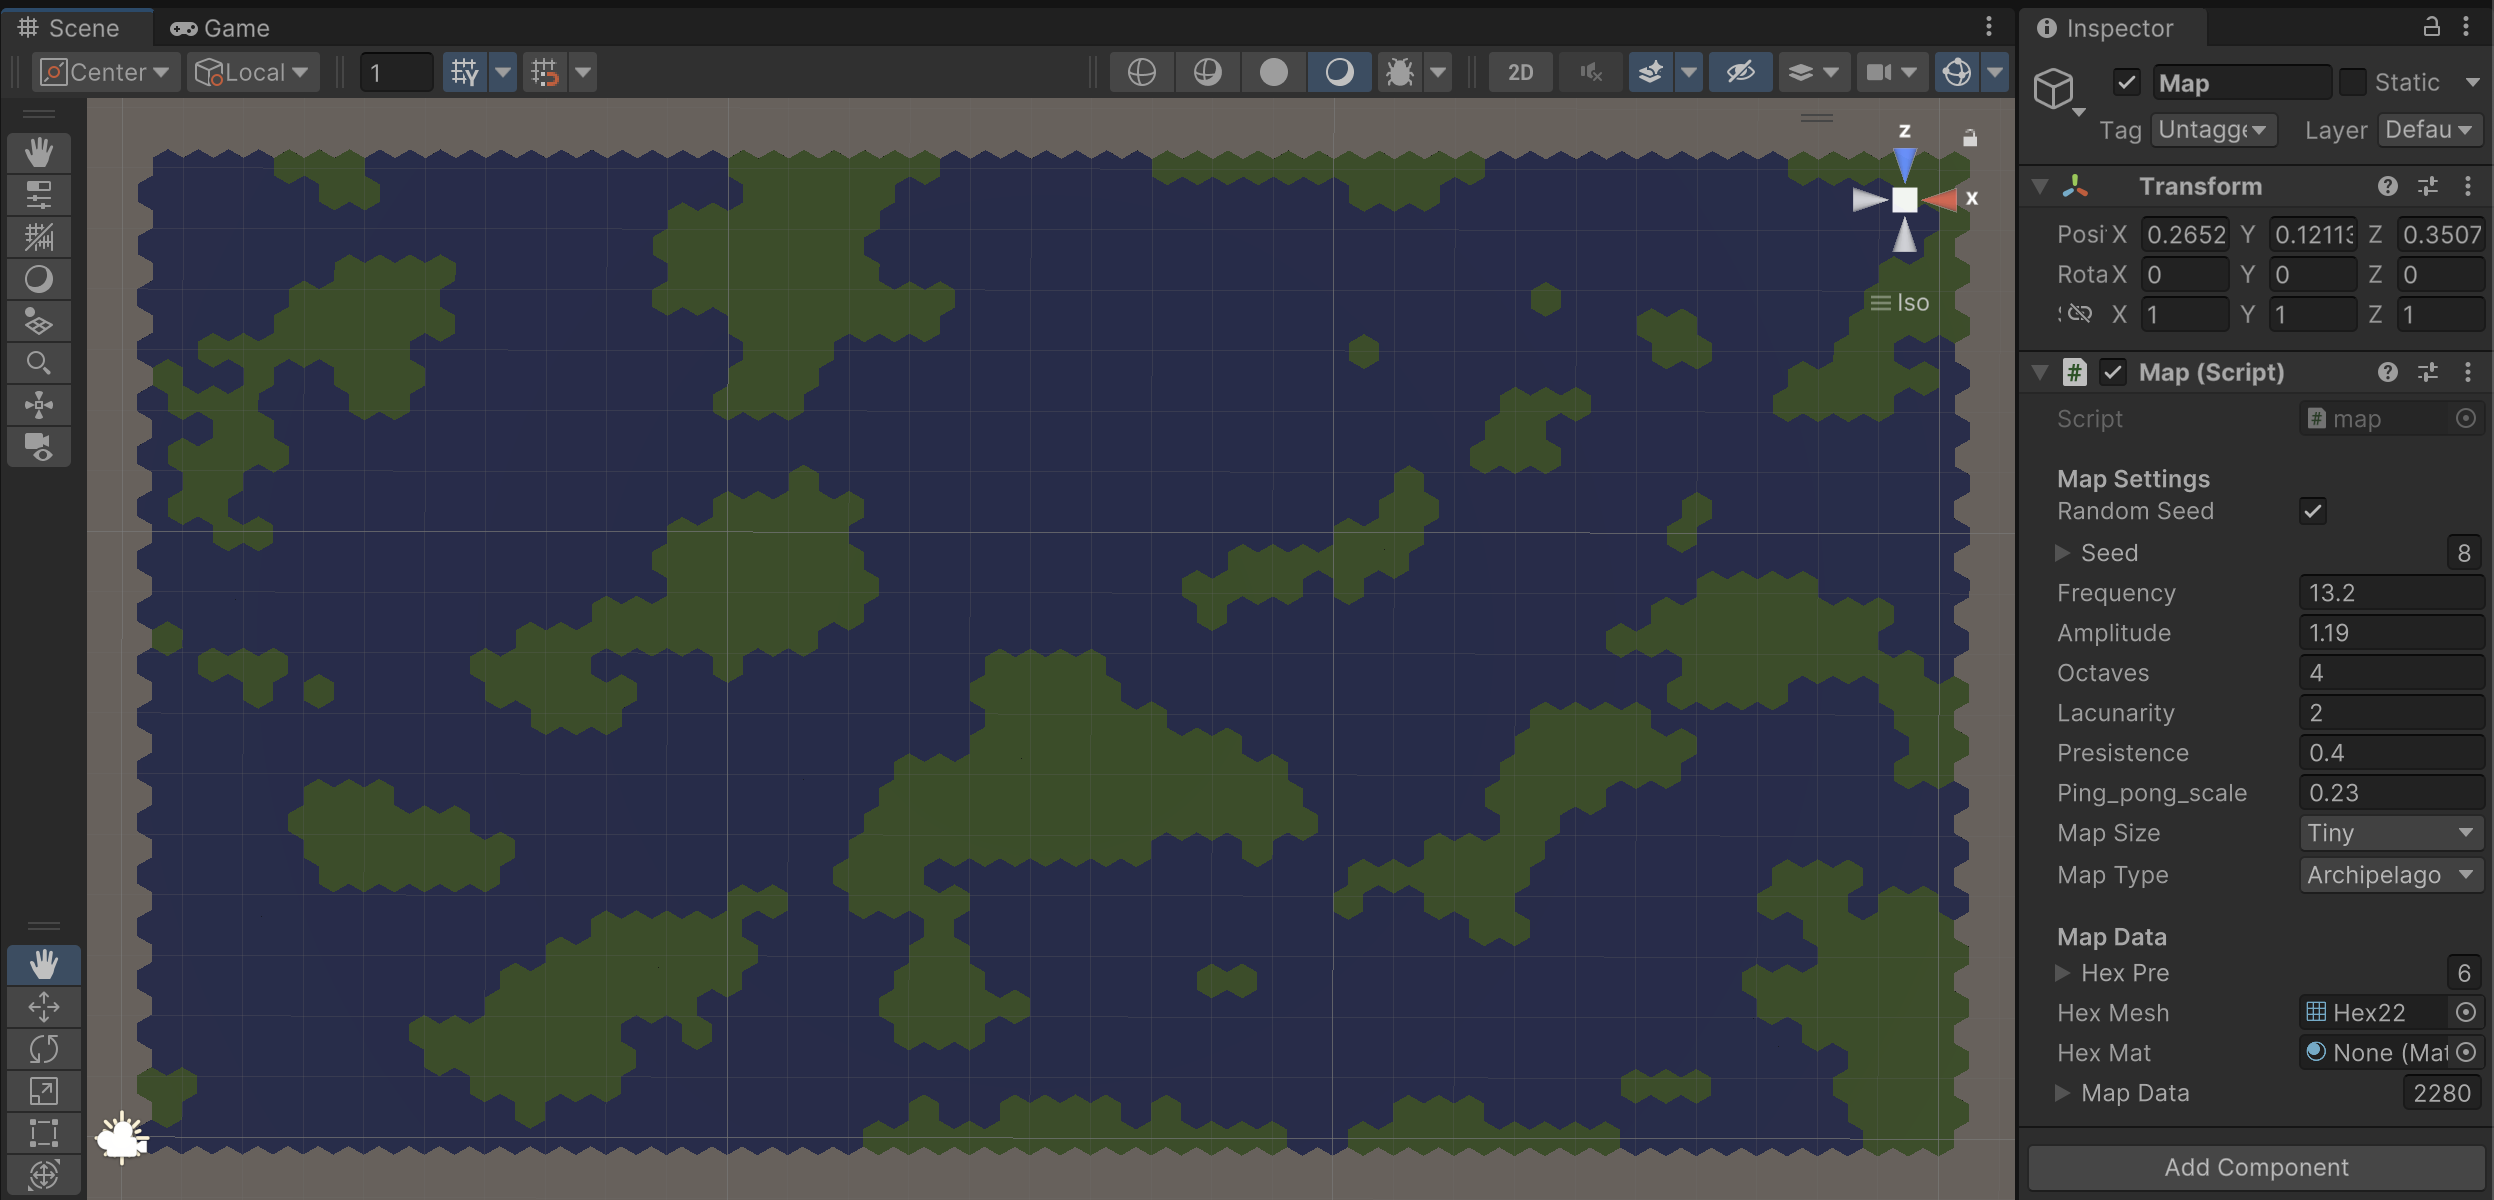 Scene
Game
Center
Local
1
2D
z
x
Iso
Inspector
Map
Static
Tag Untagge Layer Defau
Transform
Posi X 0.2652 Y 0.1211 Z 0.3507
Rota X 0 Y 0 Z 0
X 1 Y 1 Z 1
Map (Script)
Script map
Map Settings
Random Seed
Seed 8
Frequency 13.2
Amplitude 1.19
Octaves 4
Lacunarity 2
Presistence 0.4
Ping_pong_scale 0.23
Map Size Tiny
Map Type Archipelago
Map Data
Hex Pre 6
Hex Mesh Hex22
Hex Mat None (Mat
Map Data 2280
Add Component